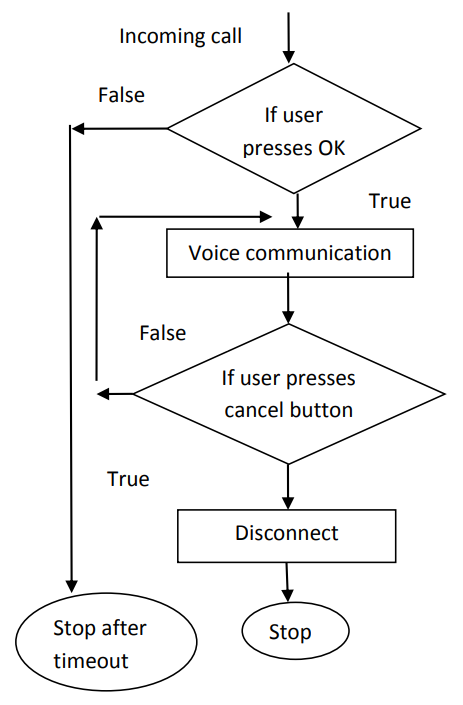 Incoming call
False
If user
presses OK
True
Voice communication
False
If user presses
cancel button
True
Disconnect
Stop after
timeout
Stop